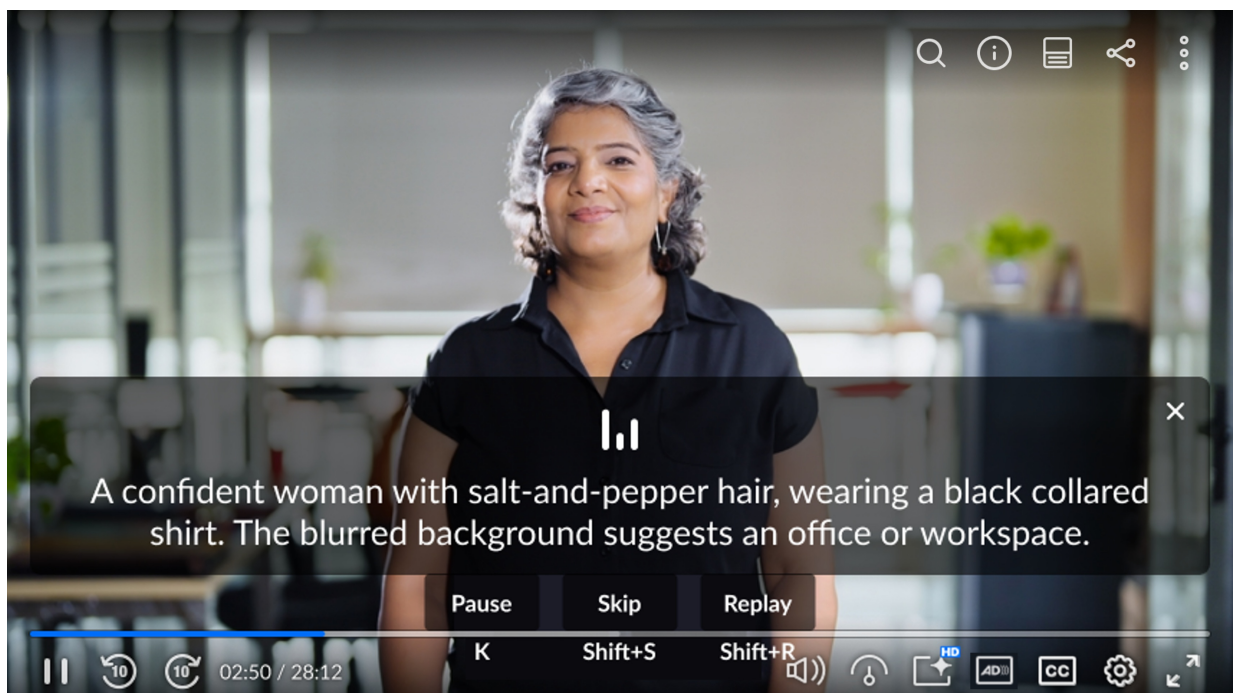 A confident woman with salt-and-pepper hair, wearing a black collared
shirt. The blurred background suggests an office or workspace.
Pause Skip Replay
K Shift+S Shift+R
10 10 02:50 / 28:12 HD AD CC